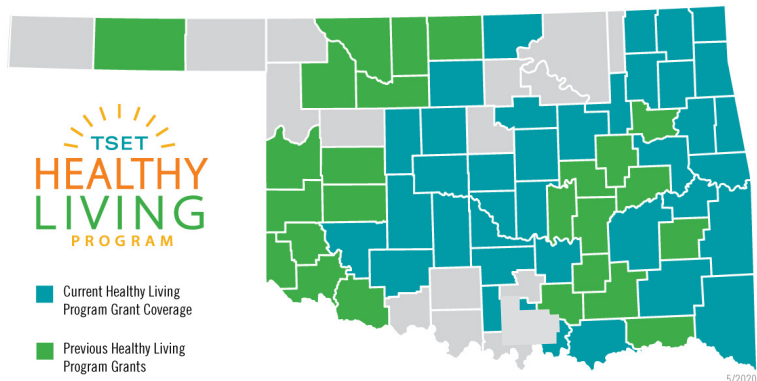 TSET
HEALTHY
LIVING
PROGRAM
Current Healthy Living
Program Grant Coverage
Previous Healthy Living
Program Grants
5/2020